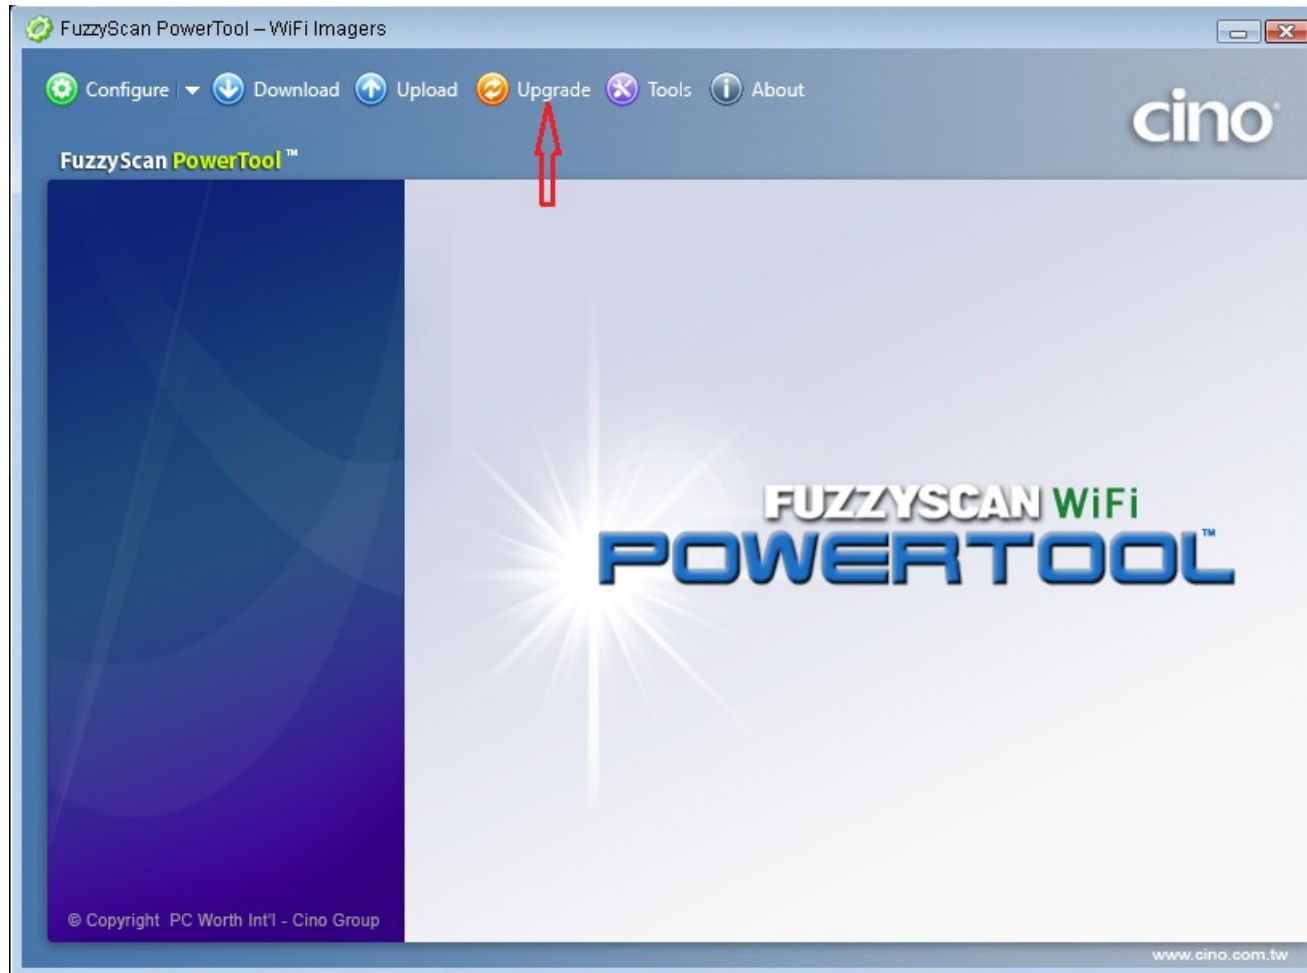 FuzzyScan PowerTool – WiFi Imagers
Configure Download Upload Upgrade Tools About
cino
FuzzyScan PowerTool™
FUZZYSCAN WiFi
POWERTOOL™
© Copyright PC Worth Int'l - Cino Group
www.cino.com.tw